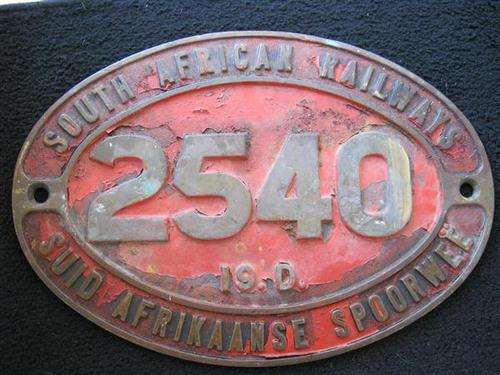 SOUTH AFRICAN RAILWAYS
2540
19.D.
SUID AFRIKAANSE SPOORWEË